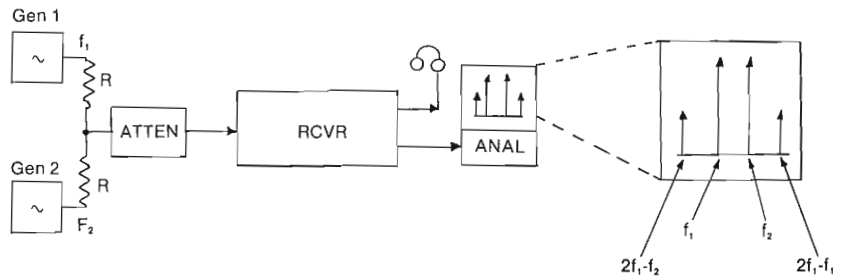 Gen 1
f₁
R
ATTEN
RCVR
ANAL
R
Gen 2
F₂
f₁
f₂
2f₁-f₂
2f₁-f₁